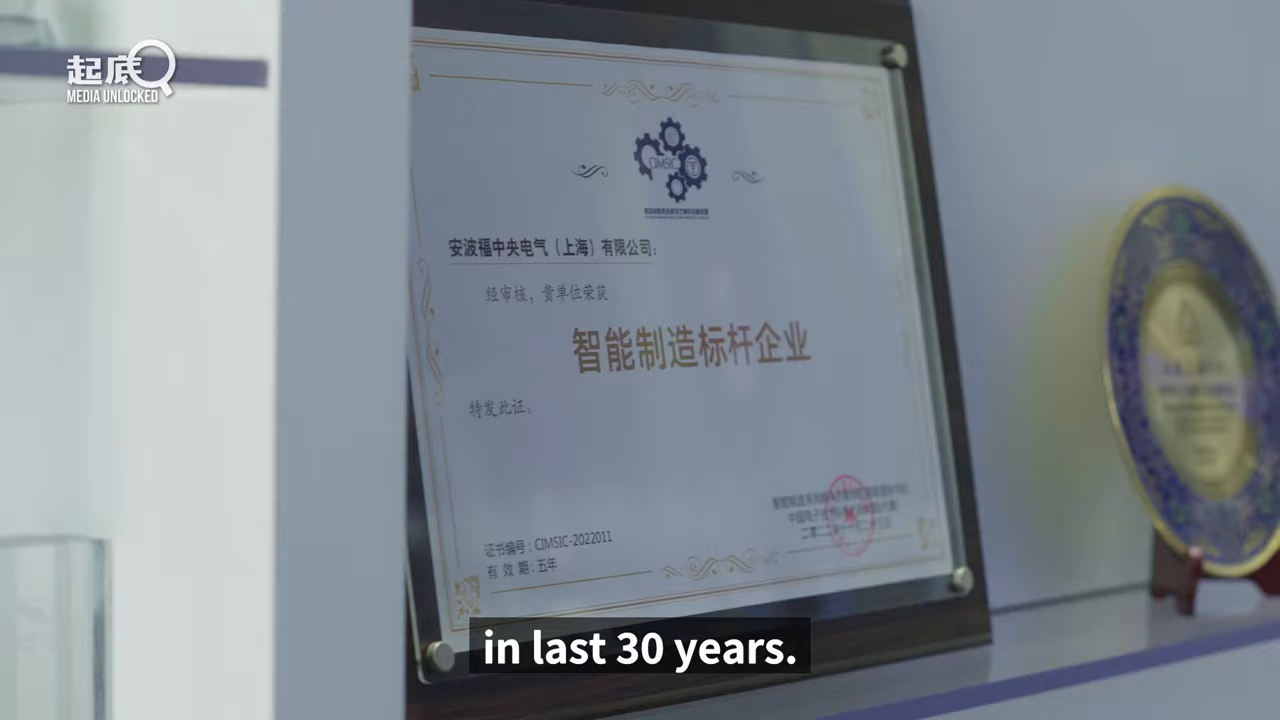 起底
MEDIA UNLOCKED
CIMSIC
安波福中央电气（上海）有限公司：
经审核，贵单位荣获
智能制造标杆企业
特发此证。
证书编号：CIMSIC-2022011
有 效 期：五年
in last 30 years.